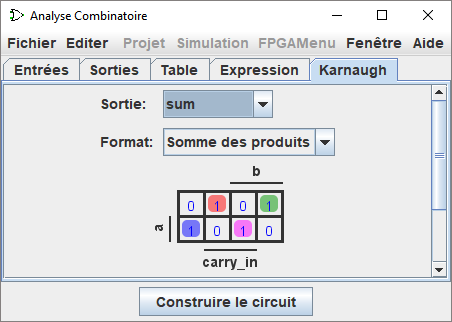 Analyse Combinatoire
Fichier Editer Projet Simulation FPGAMenu Fenêtre Aide
Entrées Sorties Table Expression Karnaugh
Sortie: sum
Format: Somme des produits
b
0 1 0 1
a
1 0 1 0
carry_in
Construire le circuit